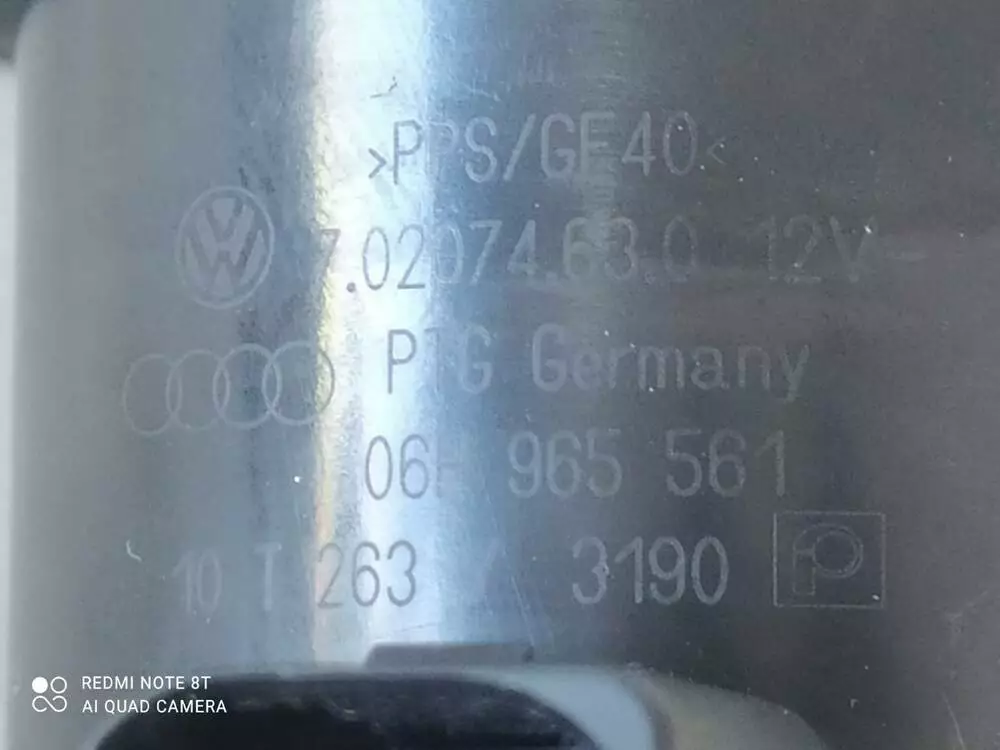 >PPS/GF40<
7.02074.63.0 12V
PTG Germany
06H 965 561
10 T 263 / 3190
REDMI NOTE 8T
AI QUAD CAMERA